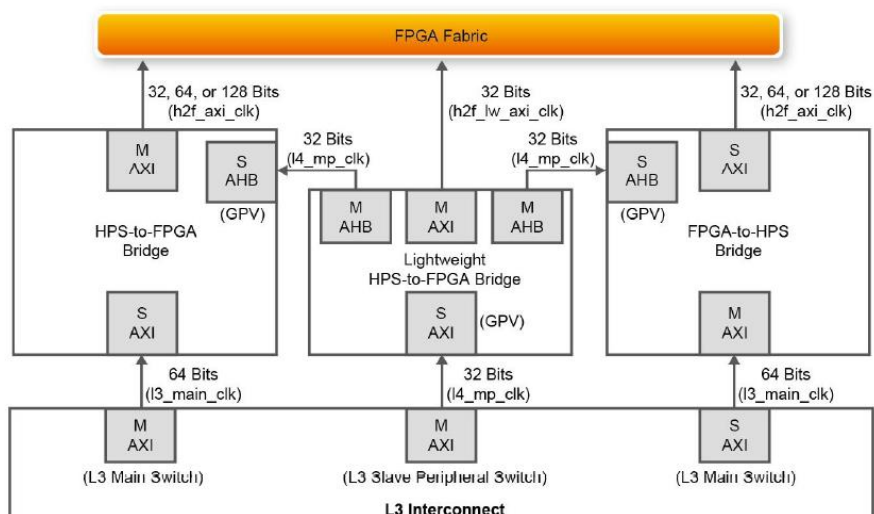 FPGA Fabric
32, 64, or 128 Bits
(h2f_axi_clk)
32 Bits
(h2f_lw_axi_clk)
32, 64, or 128 Bits
(h2f_axi_clk)
M
AXI
S
AHB
(GPV)
HPS-to-FPGA
Bridge
S
AXI
32 Bits
(l4_mp_clk)
32 Bits
(l4_mp_clk)
M
AHB
M
AXI
M
AHB
Lightweight
HPS-to-FPGA Bridge
S
AXI
(GPV)
S
AHB
(GPV)
S
AXI
FPGA-to-HPS
Bridge
M
AXI
64 Bits
(l3_main_clk)
32 Bits
(l4_mp_clk)
64 Bits
(l3_main_clk)
M
AXI
M
AXI
S
AXI
(L3 Main Switch)
(L3 Slave Peripheral Switch)
(L3 Main Switch)
L3 Interconnect